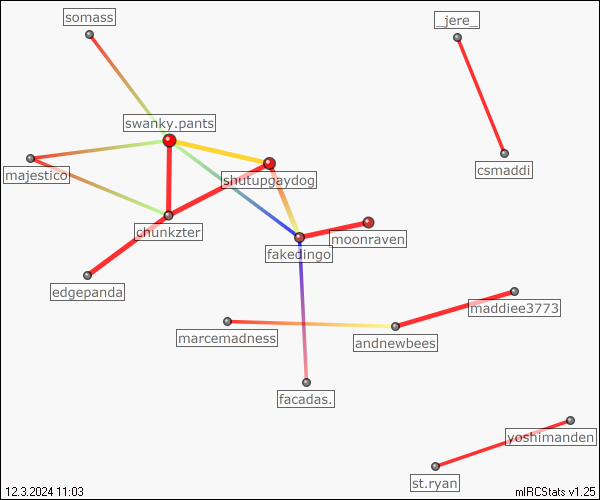 somass
_jere_
swanky.pants
csmaddi
majestico
shutupgaydog
chunkzter
moonraven
fakedingo
edgepanda
maddiee3773
marcemadness
andnewbees
facadas.
yoshimanden
st.ryan
12.3.2024 11:03
mIRCStats v1.25